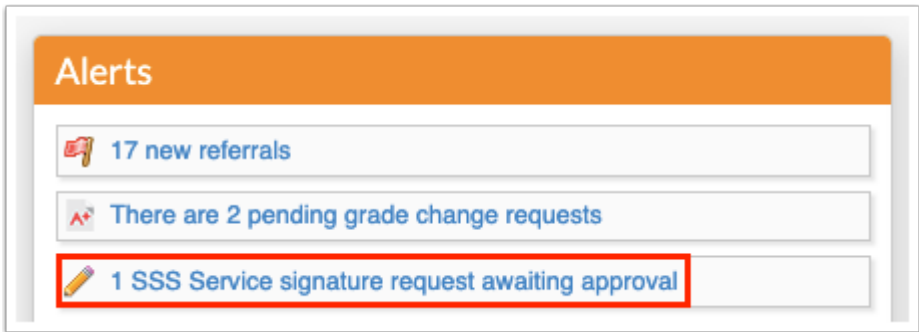 Alerts
17 new referrals
A+
There are 2 pending grade change requests
1 SSS Service signature request awaiting approval